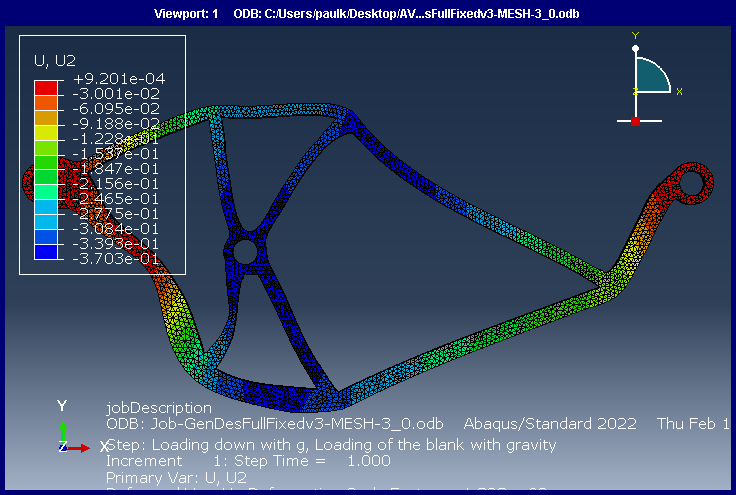 Viewport: 1 ODB: C:/Users/paulk/Desktop/AV...sFullFixedv3-MESH-3_0.odb
U, U2
+9.201e-04
-3.001e-02
-6.095e-02
-9.188e-02
-1.228e-01
-1.537e-01
-1.847e-01
-2.156e-01
-2.465e-01
-2.775e-01
-3.084e-01
-3.393e-01
-3.703e-01
Y
X
Z
Y
X
Z
jobDescription
ODB: Job-GenDesFullFixedv3-MESH-3_0.odb Abaqus/Standard 2022 Thu Feb 1
Step: Loading down with g, Loading of the blank with gravity
Increment 1: Step Time = 1.000
Primary Var: U, U2